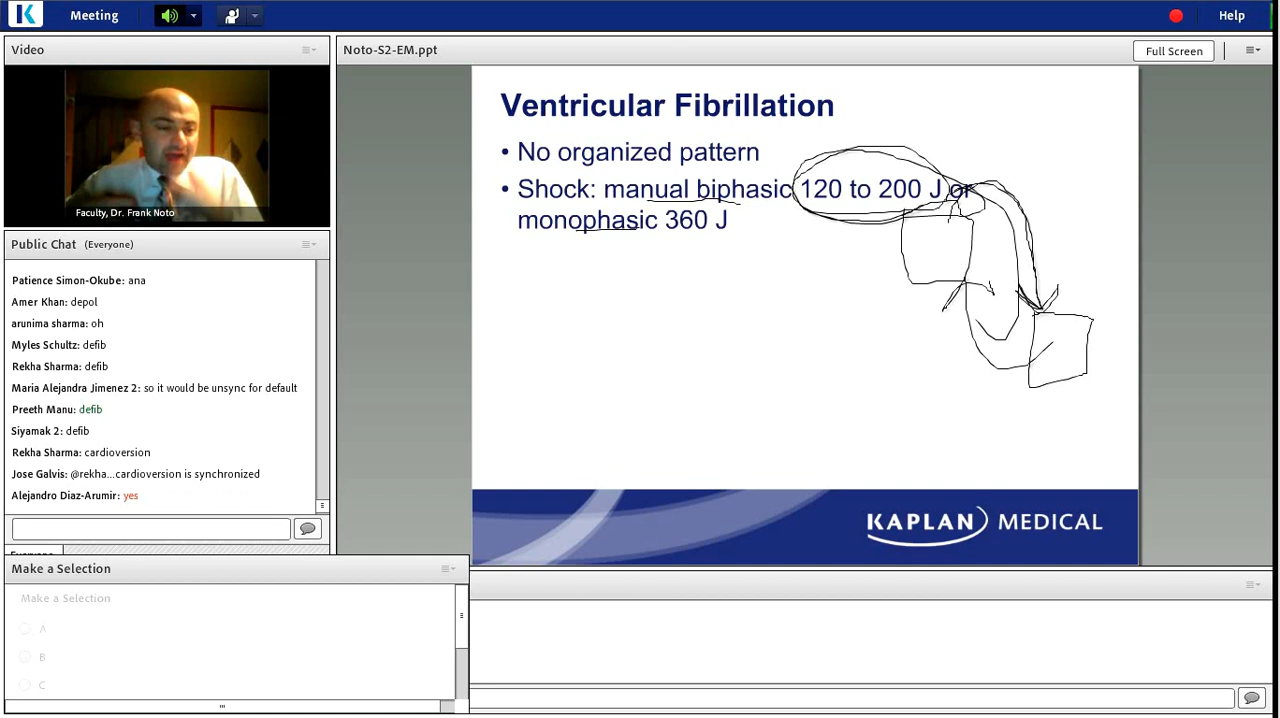 Meeting
Help
Video
Noto-S2-EM.ppt
Full Screen
Faculty, Dr. Frank Noto
Public Chat (Everyone)
Patience Simon-Okube: ana
Amer Khan: depol
arunima sharma: oh
Myles Schultz: defib
Rekha Sharma: defib
Maria Alejandra Jimenez 2: so it would be unsync for default
Preeth Manu: defib
Siyamak 2: defib
Rekha Sharma: cardioversion
Jose Galvis: @rekha...cardioversion is synchronized
Alejandro Diaz-Arumir: yes
Everyone
Make a Selection
Make a Selection
A
B
C
Ventricular Fibrillation
• No organized pattern
• Shock: manual biphasic 120 to 200 J or
monophasic 360 J
KAPLAN MEDICAL